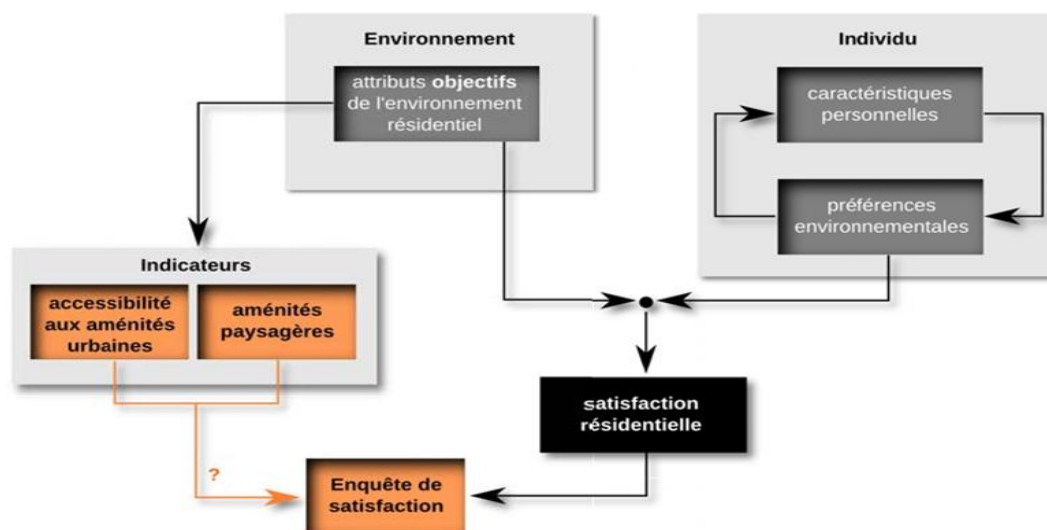 Environnement
attributs objectifs
de l'environnement
résidentiel
Individu
caractéristiques
personnelles
préférences
environnementales
Indicateurs
accessibilité
aux aménités
urbaines
aménités
paysagères
satisfaction
résidentielle
?
Enquête de
satisfaction